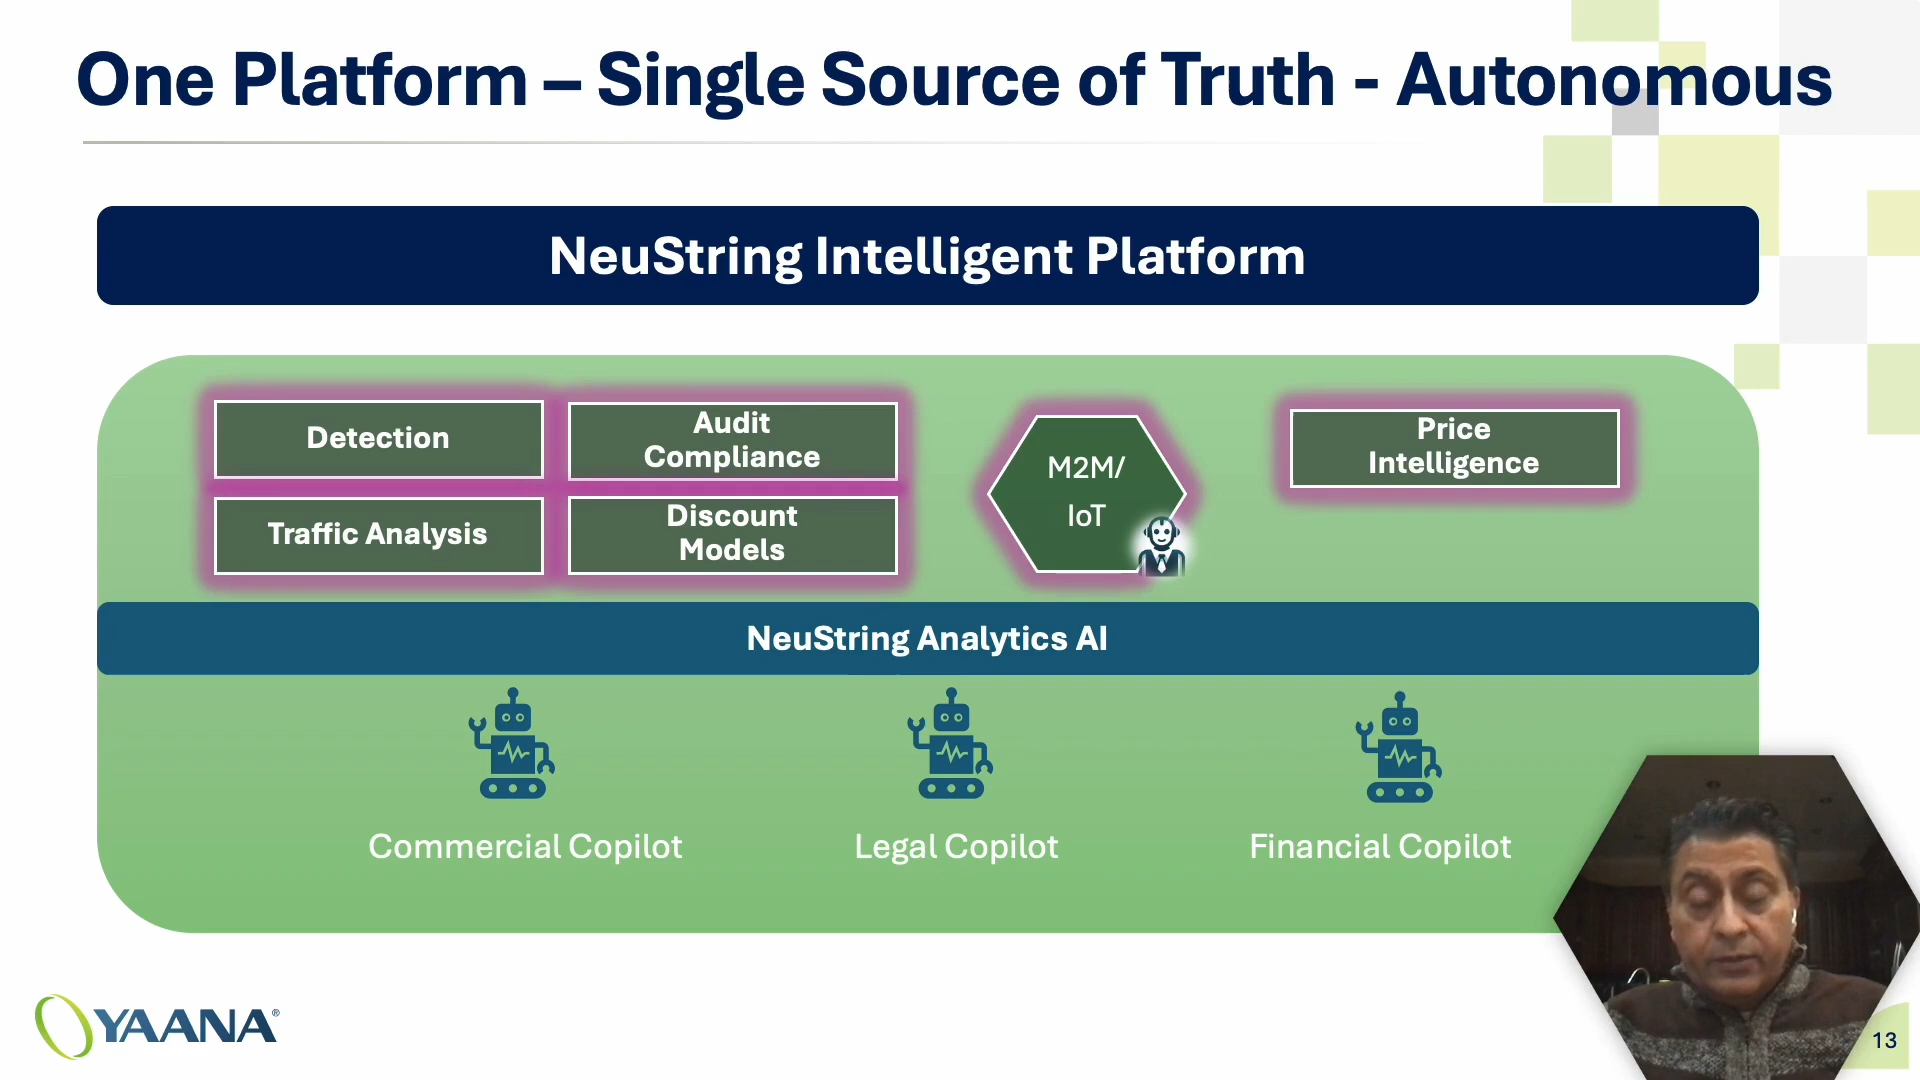 One Platform – Single Source of Truth - Autonomous
NeuString Intelligent Platform
Detection
Audit
Compliance
Traffic Analysis
Discount
Models
M2M/
IoT
Price
Intelligence
NeuString Analytics AI
Commercial Copilot
Legal Copilot
Financial Copilot
YAANA®
13